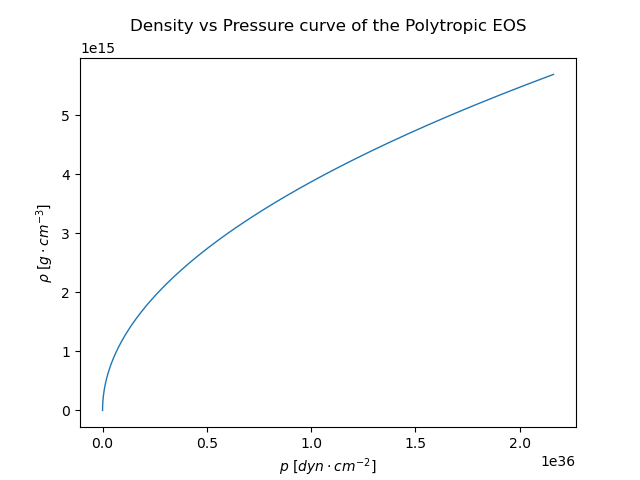 Density vs Pressure curve of the Polytropic EOS
1e15
5
4
3
2
1
0
ρ [g · cm⁻³]
0.0 0.5 1.0 1.5 2.0
1e36
p [dyn · cm⁻²]